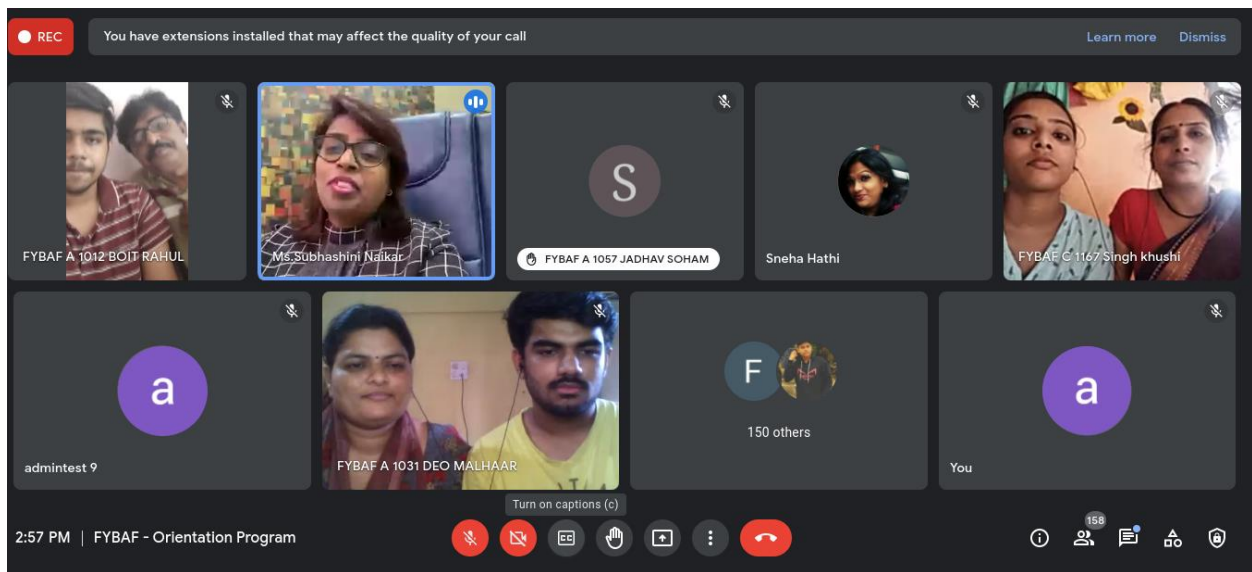 REC
You have extensions installed that may affect the quality of your call
Learn more
Dismiss
FYBAF A 1012 BOIT RAHUL
Ms.Subhashini Naikar
S
FYBAF A 1057 JADHAV SOHAM
Sneha Hathi
FYBAF C 1167 Singh khushi
a
admintest 9
FYBAF A 1031 DEO MALHAAR
F
150 others
a
You
Turn on captions (c)
2:57 PM | FYBAF - Orientation Program
CC
158